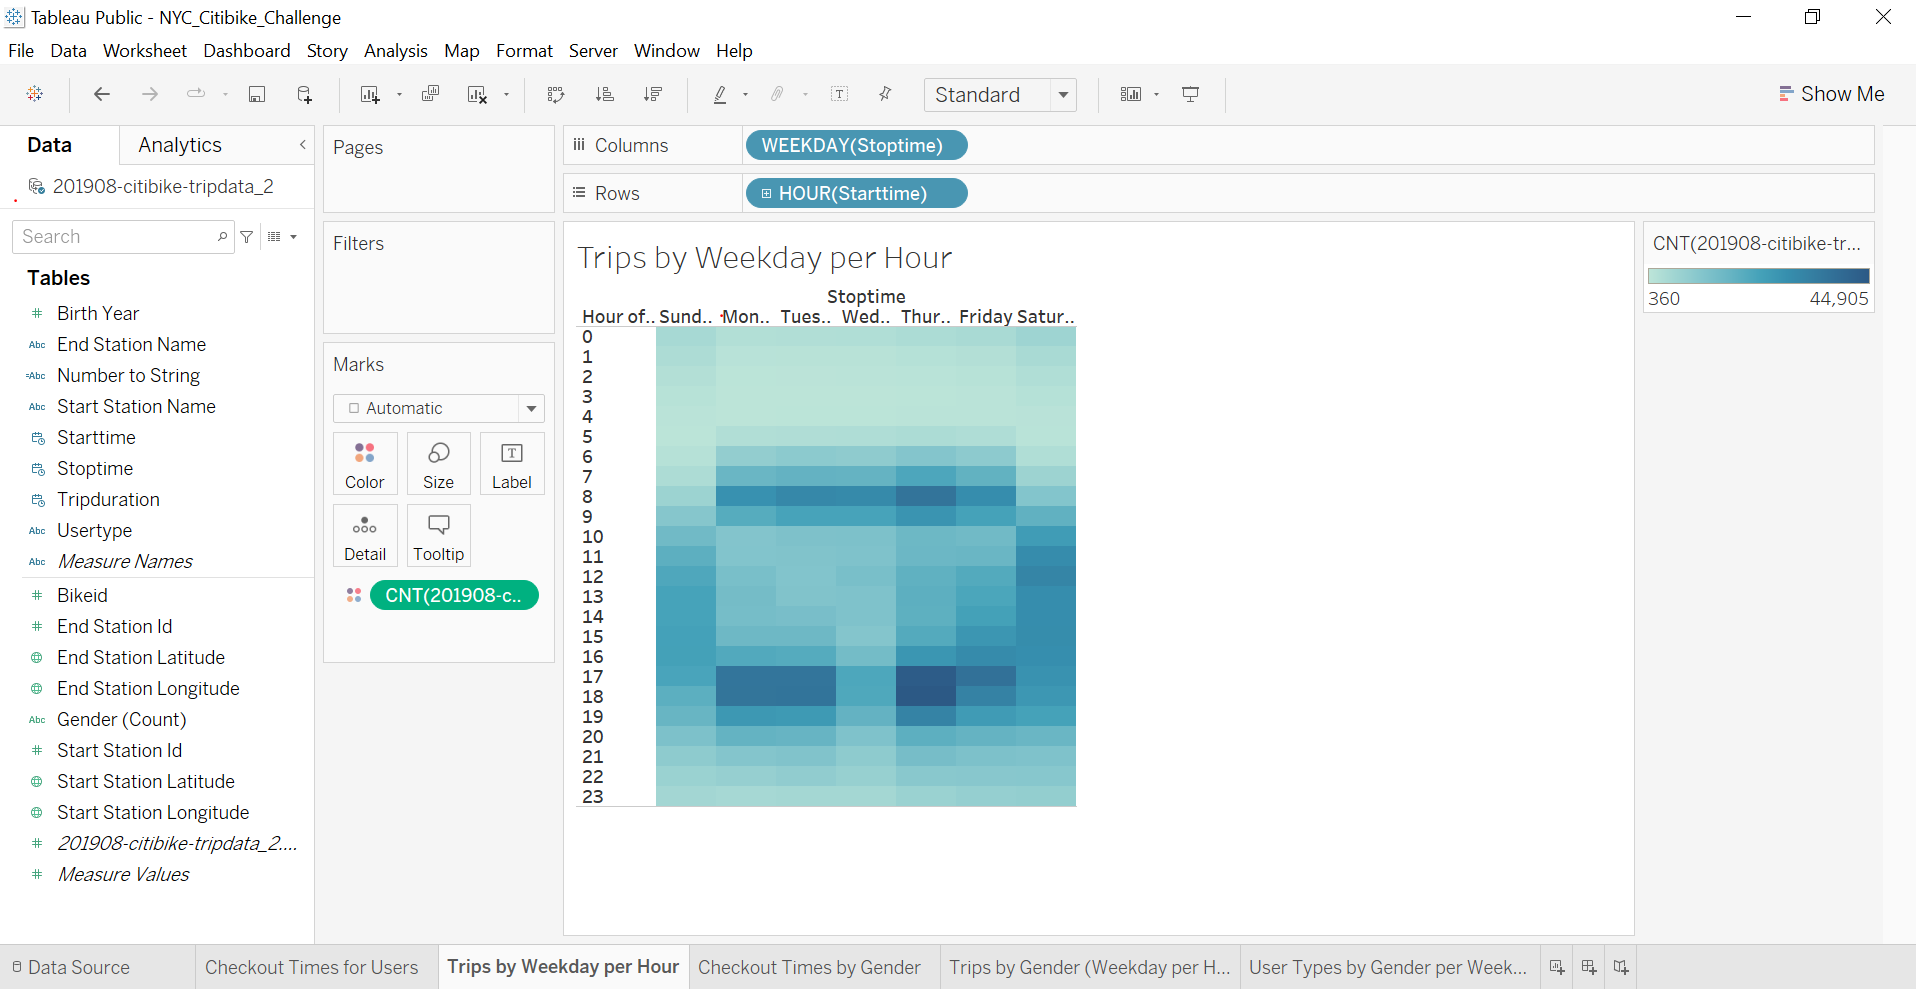 Tableau Public - NYC_Citibike_Challenge
File Data Worksheet Dashboard Story Analysis Map Format Server Window Help
Standard
Show Me
Data Analytics
201908-citibike-tripdata_2
Search
Tables
Birth Year
Abc End Station Name
=Abc Number to String
Abc Start Station Name
Starttime
Stoptime
Tripduration
Abc Usertype
Abc Measure Names
Bikeid
End Station Id
End Station Latitude
End Station Longitude
Abc Gender (Count)
Start Station Id
Start Station Latitude
Start Station Longitude
201908-citibike-tripdata_2....
Measure Values
Pages
Filters
Marks
Automatic
Color Size Label
Detail Tooltip
CNT(201908-c..
Columns WEEKDAY(Stoptime)
Rows HOUR(Starttime)
Trips by Weekday per Hour
Stoptime
Hour of.. Sund.. Mon.. Tues.. Wed.. Thur.. Friday Satur..
0
1
2
3
4
5
6
7
8
9
10
11
12
13
14
15
16
17
18
19
20
21
22
23
CNT(201908-citibike-tr...
360 44,905
Data Source Checkout Times for Users Trips by Weekday per Hour Checkout Times by Gender Trips by Gender (Weekday per H... User Types by Gender per Week...